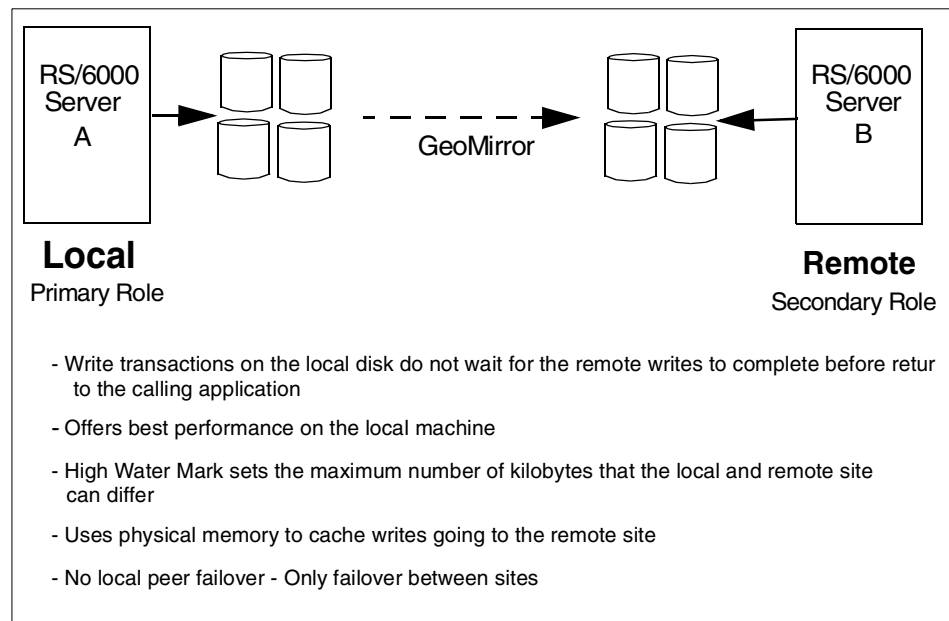 RS/6000
Server
A
GeoMirror
RS/6000
Server
B
Local
Primary Role
Remote
Secondary Role
- Write transactions on the local disk do not wait for the remote writes to complete before retur
to the calling application
- Offers best performance on the local machine
- High Water Mark sets the maximum number of kilobytes that the local and remote site
can differ
- Uses physical memory to cache writes going to the remote site
- No local peer failover - Only failover between sites